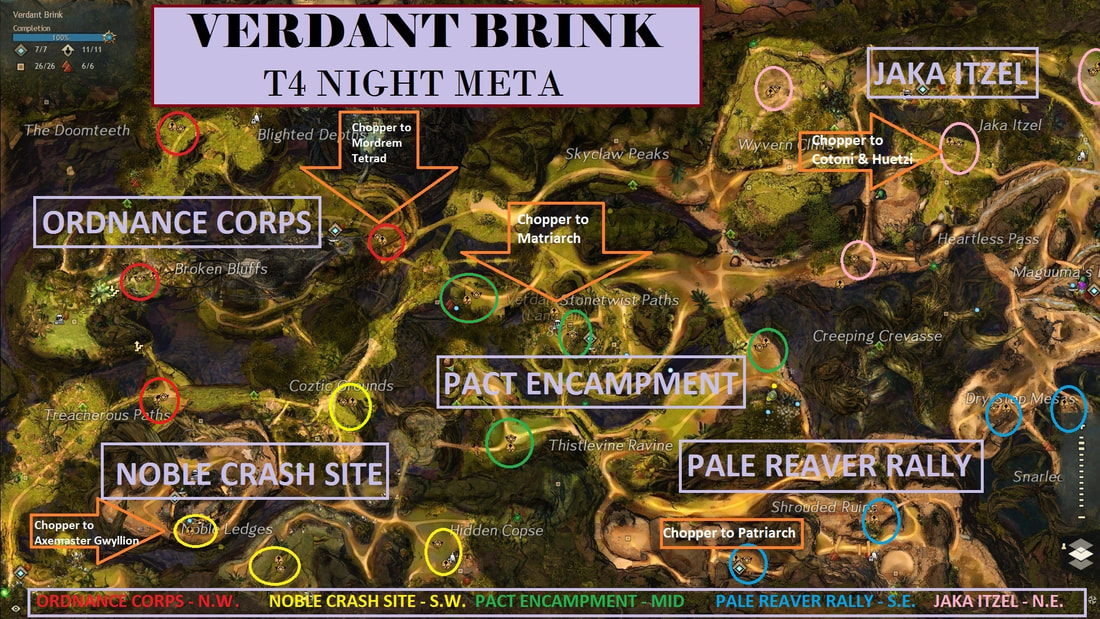 Verdant Brink
Completion
100%
7/7 11/11
26/26 6/6
VERDANT BRINK
T4 NIGHT META
JAKA ITZEL
The Doomteeth
Blighted Depths
Chopper to
Mordrem
Tetrad
Skyclaw Peaks
Wyvern Cliffs
Chopper to
Cotoni & Huetzi
Jaka Itzel
ORDNANCE CORPS
Chopper to
Matriarch
Heartless Pass
Broken Bluffs
Maguuma's
Stonetwist Paths
Creeping Crevasse
PACT ENCAMPMENT
Coztic Grounds
Treacherous Paths
Dry Step Mesas
NOBLE CRASH SITE
Thistlevine Ravine
PALE REAVER RALLY
Snarled
Shrouded Ruins
Chopper to
Axemaster Gwyllion
Noble Ledges
Hidden Copse
Chopper to Patriarch
ORDNANCE CORPS - N.W. NOBLE CRASH SITE - S.W. PACT ENCAMPMENT - MID PALE REAVER RALLY - S.E. JAKA ITZEL - N.E.